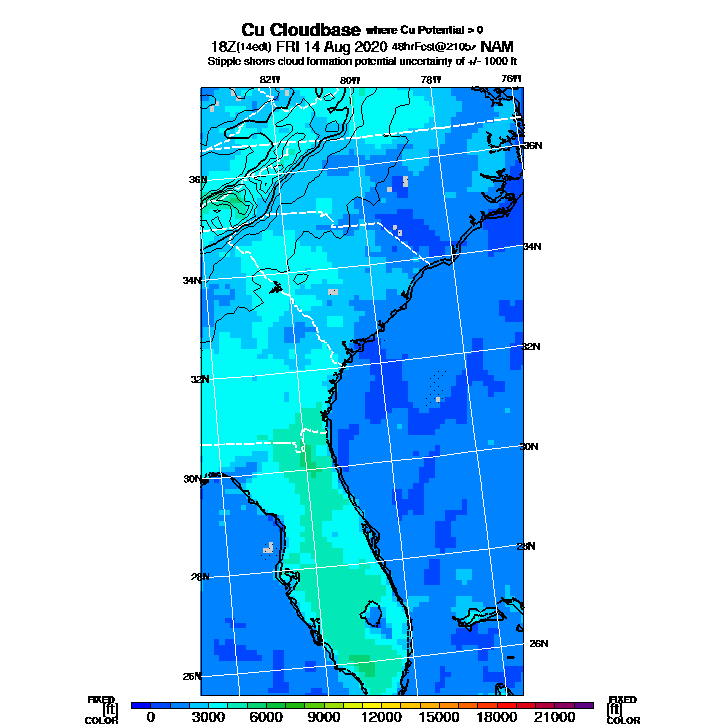 Cu Cloudbase where Cu Potential > 0
18Z(14edt) FRI 14 Aug 2020 48hrFcst@2105z NAM
Stipple shows cloud formation potential uncertainty of +/- 1000 ft
82W 80W 78W 76W
36N
36N
34N
34N
32N
32N
30N
30N
28N
28N
26N
26N
FIXED FIXED
[ft] [ft]
COLOR 0 3000 6000 9000 12000 15000 18000 21000 COLOR